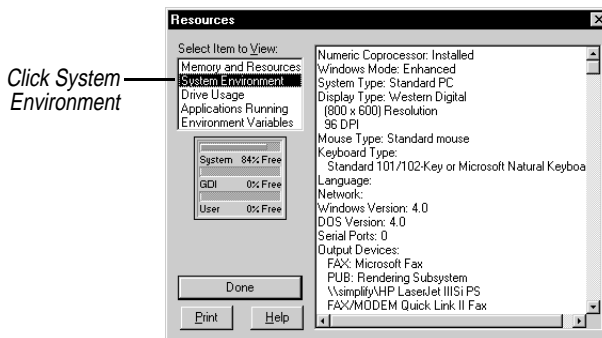 Resources
Click System
Environment
Select Item to View:
Memory and Resources
System Environment
Drive Usage
Applications Running
Environment Variables
System 84% Free
GDI 0% Free
User 0% Free
Done
Print Help
Numeric Coprocessor: Installed
Windows Mode: Enhanced
System Type: Standard PC
Display Type: Western Digital
(800 x 600) Resolution
96 DPI
Mouse Type: Standard mouse
Keyboard Type:
Standard 101/102-Key or Microsoft Natural Keyboa
Language:
Network:
Windows Version: 4.0
DOS Version: 4.0
Serial Ports: 0
Output Devices:
FAX: Microsoft Fax
PUB: Rendering Subsystem
\\simplify\HP LaserJet IIISi PS
FAX/MODEM Quick Link II Fax